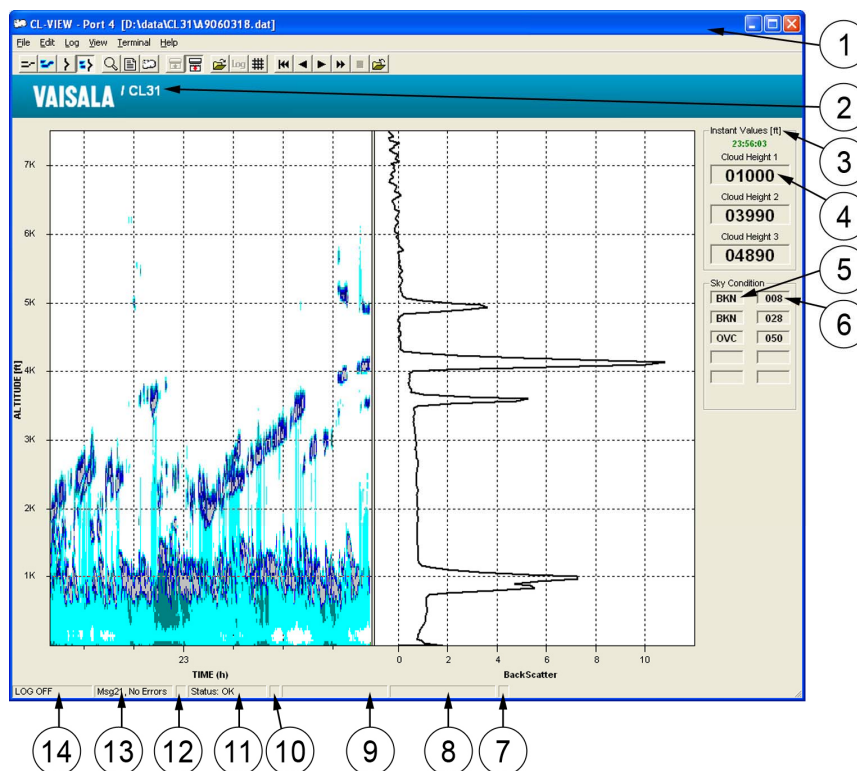 CL-VIEW - Port 4 [D:\data\CL31\A9060318.dat]
File Edit Log View Terminal Help
Log
VAISALA / CL31
1
2
3
4
5
6
Instant Values [ft]
23:56:03
Cloud Height 1
01000
Cloud Height 2
03990
Cloud Height 3
04890
Sky Condition
BKN 008
BKN 028
OVC 050
ALTITUDE [ft]
7K
6K
5K
4K
3K
2K
1K
23
TIME (h)
0 2 4 6 8 10
BackScatter
LOG OFF Msg21, No Errors Status: OK
14 13 12 11 10 9 8 7